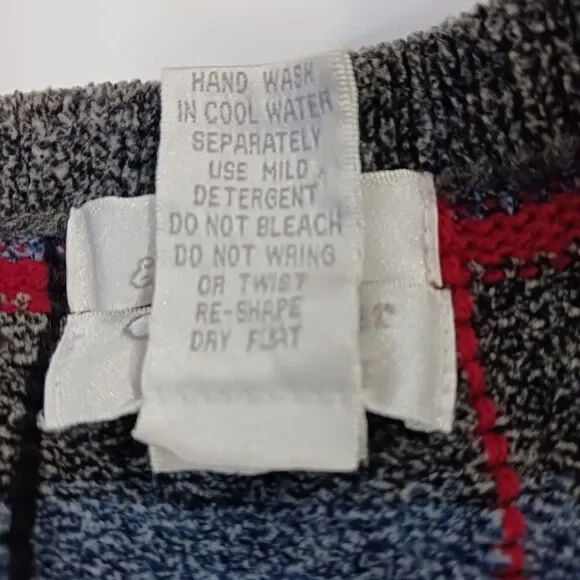 HAND WASH
IN COOL WATER
SEPARATELY
USE MILD
DETERGENT
DO NOT BLEACH
DO NOT WRING
OR TWIST
RE-SHAPE
DRY FLAT